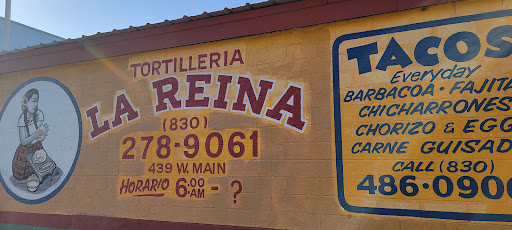 TORTILLERIA
LA REINA
(830)
278-9061
439 W. MAIN
HORARIO 6:00 AM - ?
TACOS
Everyday
BARBACOA · FAJITA
CHICHARRONES
CHORIZO & EGG
CARNE GUISAD
CALL (830)
486-0900